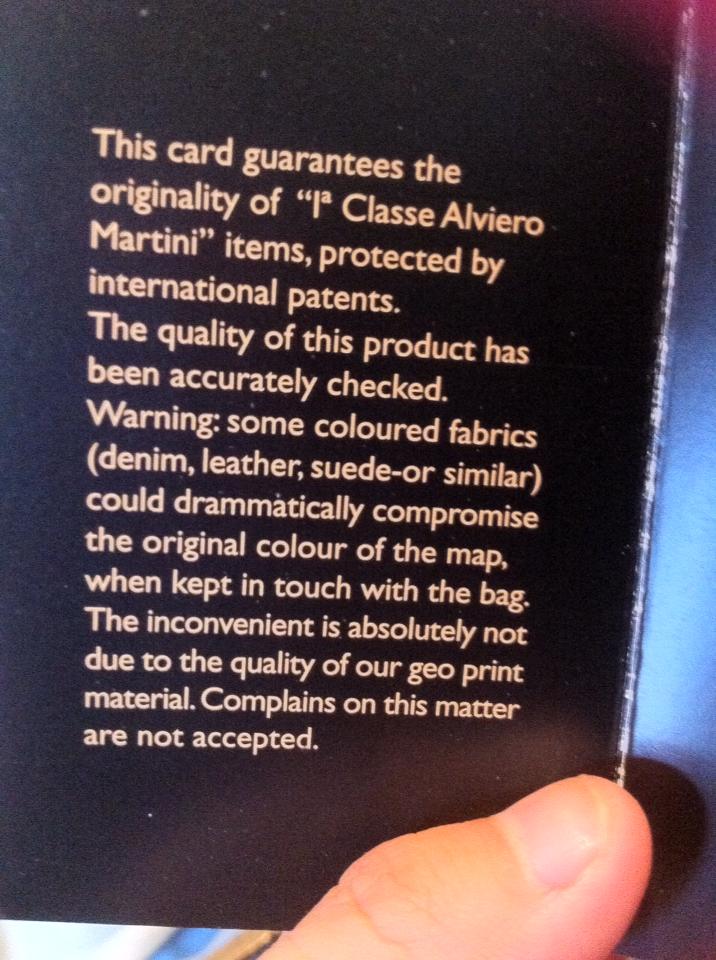 This card guarantees the
originality of “Iª Classe Alviero
Martini” items, protected by
international patents.
The quality of this product has
been accurately checked.
Warning: some coloured fabrics
(denim, leather, suede-or similar)
could drammatically compromise
the original colour of the map,
when kept in touch with the bag.
The inconvenient is absolutely not
due to the quality of our geo print
material. Complains on this matter
are not accepted.